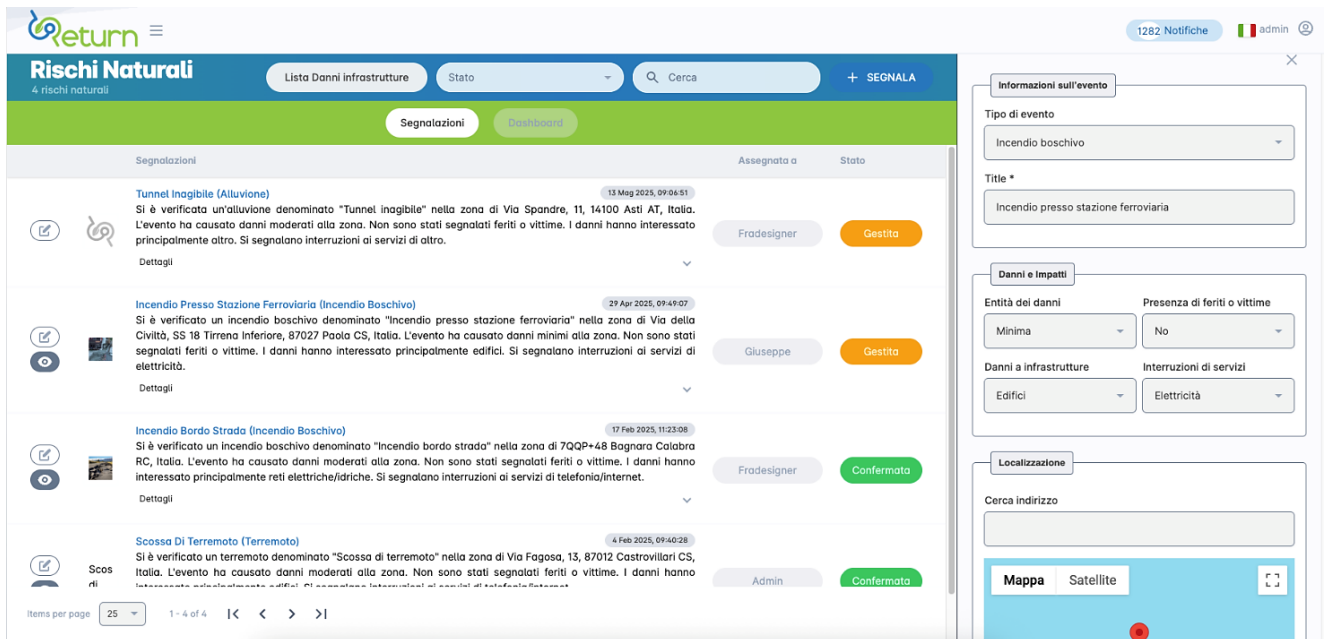 Return
1282 Notifiche
admin
Rischi Naturali
4 rischi naturali
Lista Danni infrastrutture
Stato
Cerca
+ SEGNALA
Segnalazioni
Dashboard
Segnalazioni
Assegnata a
Stato
Tunnel Inagibile (Alluvione)
13 Mag 2025, 09:06:51
Si è verificata un'alluvione denominato "Tunnel inagibile" nella zona di Via Spandre, 11, 14100 Asti AT, Italia.
L'evento ha causato danni moderati alla zona. Non sono stati segnalati feriti o vittime. I danni hanno interessato
principalmente altro. Si segnalano interruzioni ai servizi di altro.
Dettagli
Fradesigner
Gestita
Incendio Presso Stazione Ferroviaria (Incendio Boschivo)
29 Apr 2025, 09:49:07
Si è verificato un incendio boschivo denominato "Incendio presso stazione ferroviaria" nella zona di Via della
Civiltà, SS 18 Tirrena Inferiore, 87027 Paola CS, Italia. L'evento ha causato danni minimi alla zona. Non sono stati
segnalati feriti o vittime. I danni hanno interessato principalmente edifici. Si segnalano interruzioni ai servizi di
elettricità.
Dettagli
Giuseppe
Gestita
Incendio Bordo Strada (Incendio Boschivo)
17 Feb 2025, 11:23:08
Si è verificato un incendio boschivo denominato "Incendio bordo strada" nella zona di 7QQP+48 Bagnara Calabra
RC, Italia. L'evento ha causato danni moderati alla zona. Non sono stati segnalati feriti o vittime. I danni hanno
interessato principalmente reti elettriche/idriche. Si segnalano interruzioni ai servizi di telefonia/internet.
Dettagli
Fradesigner
Confermata
Scossa Di Terremoto (Terremoto)
4 Feb 2025, 09:40:28
Scos
di
Si è verificato un terremoto denominato "Scossa di terremoto" nella zona di Via Fagosa, 13, 87012 Castrovillari CS,
Italia. L'evento ha causato danni moderati alla zona. Non sono stati segnalati feriti o vittime. I danni hanno
interessato principalmente edifici. Si segnalano interruzioni ai servizi di telefonia/internet.
Admin
Confermata
Items per page
25
1 - 4 of 4
Informazioni sull'evento
Tipo di evento
Incendio boschivo
Title *
Incendio presso stazione ferroviaria
Danni e Impatti
Entità dei danni
Presenza di feriti o vittime
Minima
No
Danni a infrastrutture
Interruzioni di servizi
Edifici
Elettricità
Localizzazione
Cerca indirizzo
Mappa
Satellite